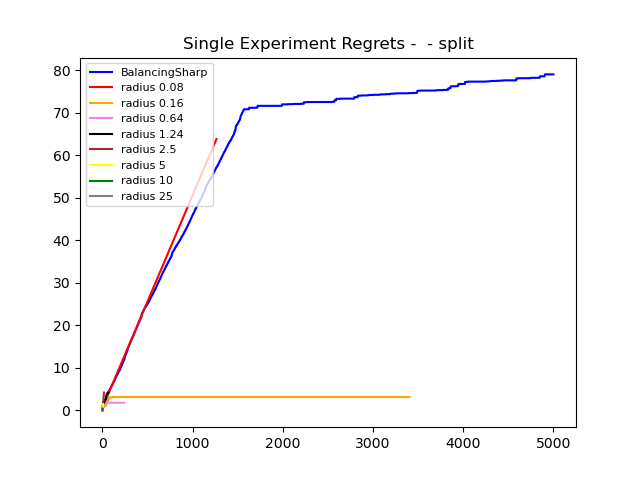 Single Experiment Regrets -  - split
80
70
60
50
40
30
20
10
0
BalancingSharp
radius 0.08
radius 0.16
radius 0.64
radius 1.24
radius 2.5
radius 5
radius 10
radius 25
0 1000 2000 3000 4000 5000